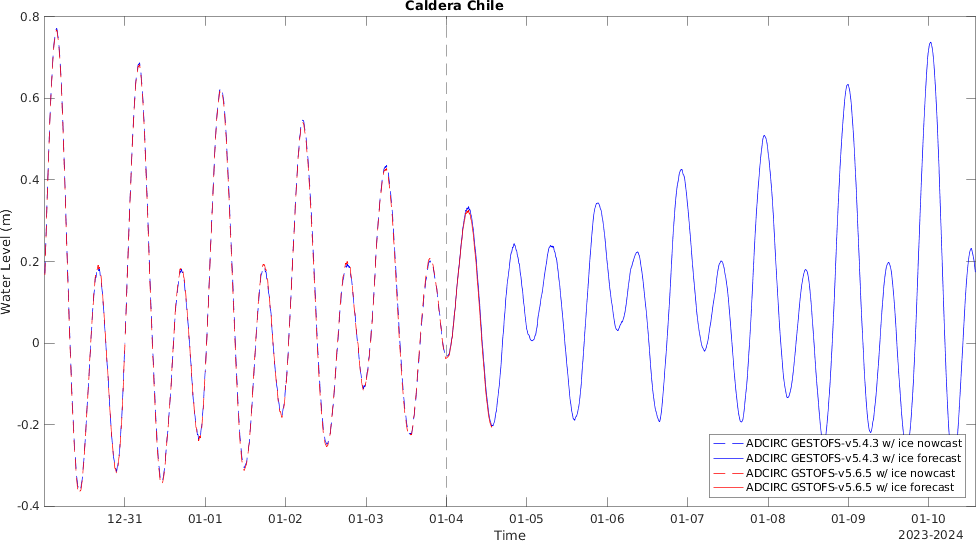 Caldera Chile
0.8
0.6
0.4
0.2
0
-0.2
-0.4
Water Level (m)
12-31
01-01
01-02
01-03
01-04
01-05
01-06
01-07
01-08
01-09
01-10
Time
2023-2024
ADCIRC GESTOFS-v5.4.3 w/ ice nowcast
ADCIRC GESTOFS-v5.4.3 w/ ice forecast
ADCIRC GSTOFS-v5.6.5 w/ ice nowcast
ADCIRC GSTOFS-v5.6.5 w/ ice forecast